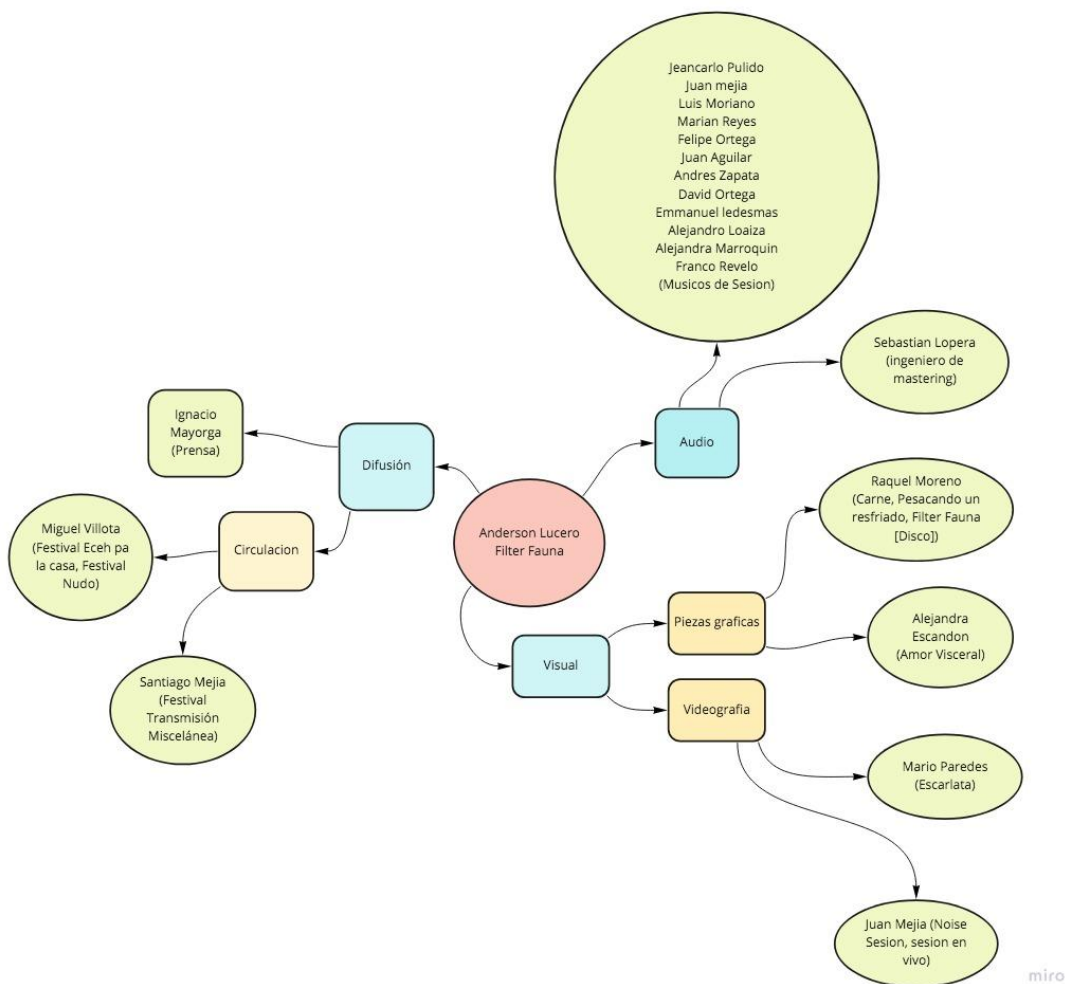 Jeancarlo Pulido
Juan mejia
Luis Moriano
Marian Reyes
Felipe Ortega
Juan Aguilar
Andres Zapata
David Ortega
Emmanuel ledesmas
Alejandro Loaiza
Alejandra Marroquin
Franco Revelo
(Musicos de Sesion)
Sebastian Lopera
(ingeniero de
mastering)
Ignacio
Mayorga
(Prensa)
Difusión
Audio
Raquel Moreno
(Carne, Pesacando un
resfriado, Filter Fauna
[Disco])
Miguel Villota
(Festival Eceh pa
la casa, Festival
Nudo)
Circulacion
Anderson Lucero
Filter Fauna
Piezas graficas
Alejandra
Escandon
(Amor Visceral)
Visual
Santiago Mejia
(Festival
Transmisión
Miscelánea)
Videografia
Mario Paredes
(Escarlata)
Juan Mejia (Noise
Sesion, sesion en
vivo)
miro